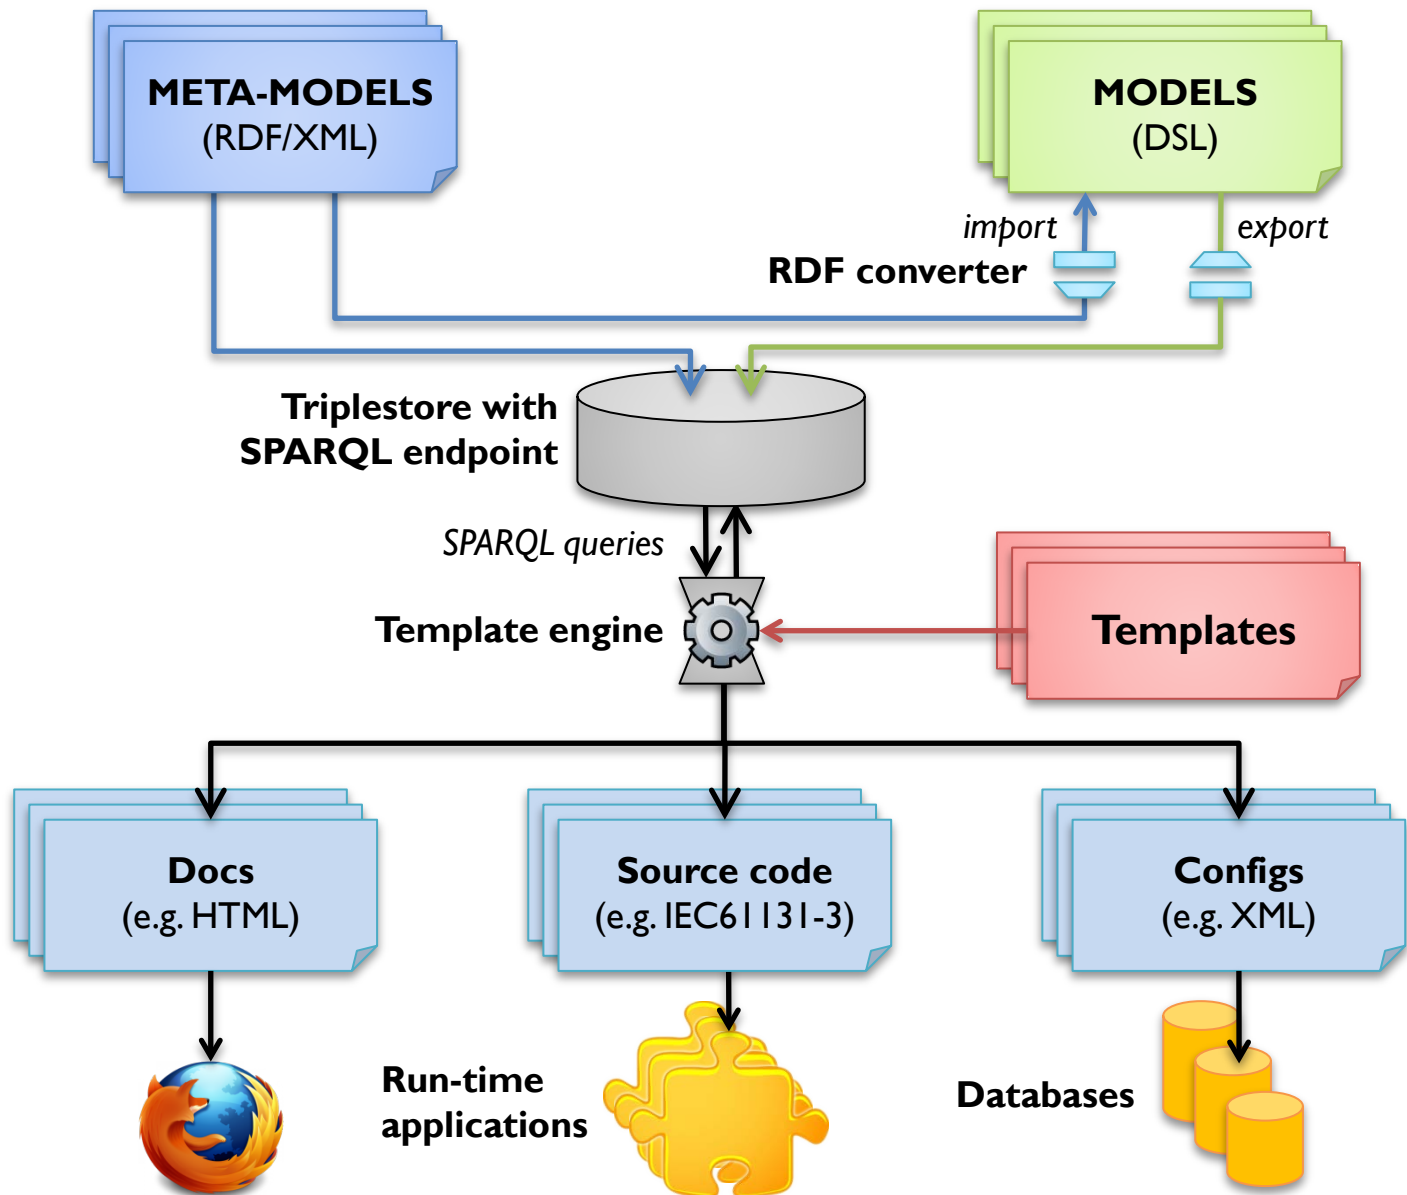 META-MODELS
(RDF/XML)
MODELS
(DSL)
import
export
RDF converter
Triplestore with
SPARQL endpoint
SPARQL queries
Template engine
Templates
Docs
(e.g. HTML)
Source code
(e.g. IEC61131-3)
Configs
(e.g. XML)
Run-time
applications
Databases